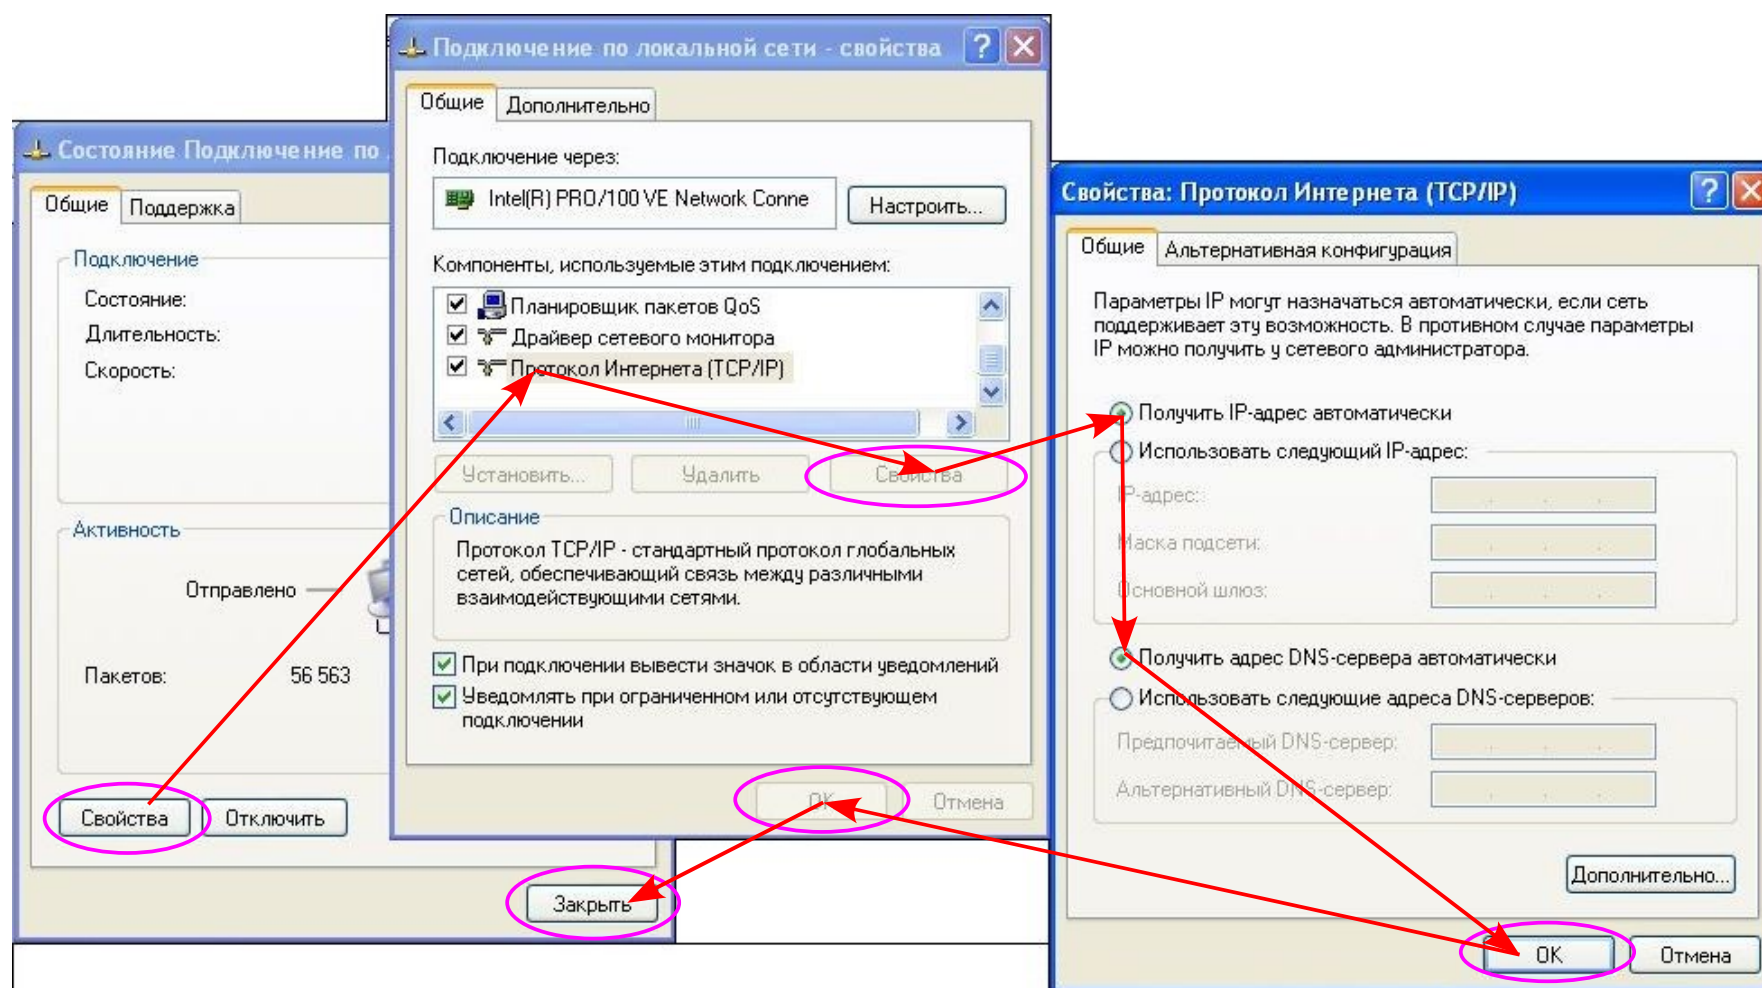 Состояние Подключение по
Общие
Поддержка
Подключение
Состояние:
Длительность:
Скорость:
Активность
Отправлено
Пакетов:
56 563
Свойства
Отключить
Закрыть
Подключение по локальной сети - свойства
Общие
Дополнительно
Подключение через:
Intel(R) PRO/100 VE Network Conne
Настроить...
Компоненты, используемые этим подключением:
Планировщик пакетов QoS
Драйвер сетевого монитора
Протокол Интернета (TCP/IP)
Установить...
Удалить
Свойства
Описание
Протокол TCP/IP - стандартный протокол глобальных
сетей, обеспечивающий связь между различными
взаимодействующими сетями.
При подключении вывести значок в области уведомлений
Уведомлять при ограниченном или отсутствующем
подключении
ОК
Отмена
Свойства: Протокол Интернета (TCP/IP)
Общие
Альтернативная конфигурация
Параметры IP могут назначаться автоматически, если сеть
поддерживает эту возможность. В противном случае параметры
IP можно получить у сетевого администратора.
Получить IP-адрес автоматически
Использовать следующий IP-адрес:
IP-адрес:
Маска подсети:
Основной шлюз:
Получить адрес DNS-сервера автоматически
Использовать следующие адреса DNS-серверов:
Предпочитаемый DNS-сервер:
Альтернативный DNS-сервер:
Дополнительно...
ОК
Отмена